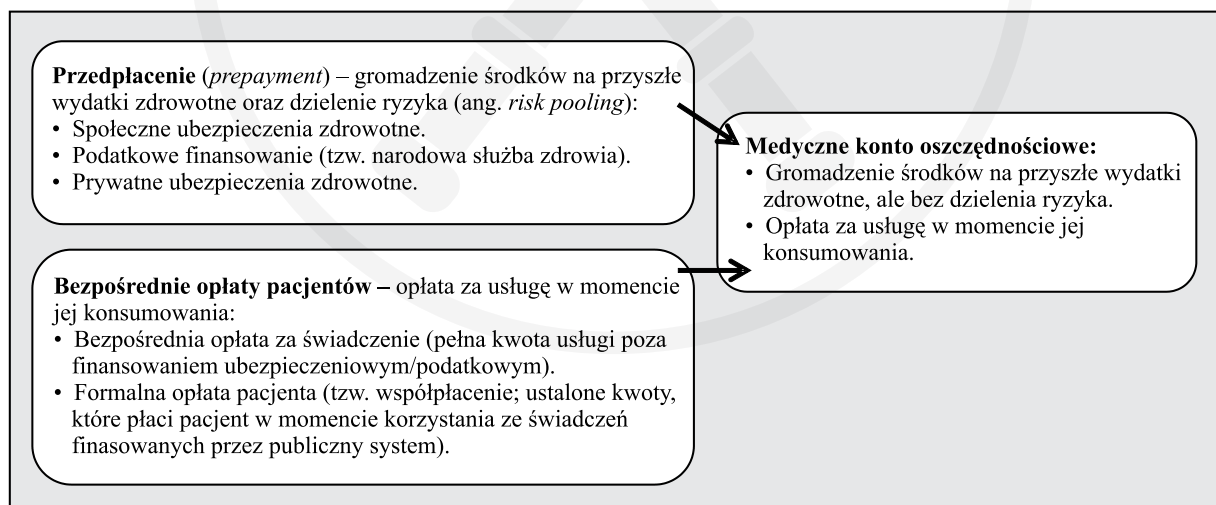 Przedpłacenie (prepayment) – gromadzenie środków na przyszłe
wydatki zdrowotne oraz dzielenie ryzyka (ang. risk pooling):
• Społeczne ubezpieczenia zdrowotne.
• Podatkowe finansowanie (tzw. narodowa służba zdrowia).
• Prywatne ubezpieczenia zdrowotne.
Bezpośrednie opłaty pacjentów – opłata za usługę w momencie
jej konsumowania:
• Bezpośrednia opłata za świadczenie (pełna kwota usługi poza
finansowaniem ubezpieczeniowym/podatkowym).
• Formalna opłata pacjenta (tzw. współpłacenie; ustalone kwoty,
które płaci pacjent w momencie korzystania ze świadczeń
finasowanych przez publiczny system).
Medyczne konto oszczędnościowe:
• Gromadzenie środków na przyszłe wydatki
zdrowotne, ale bez dzielenia ryzyka.
• Opłata za usługę w momencie jej
konsumowania.